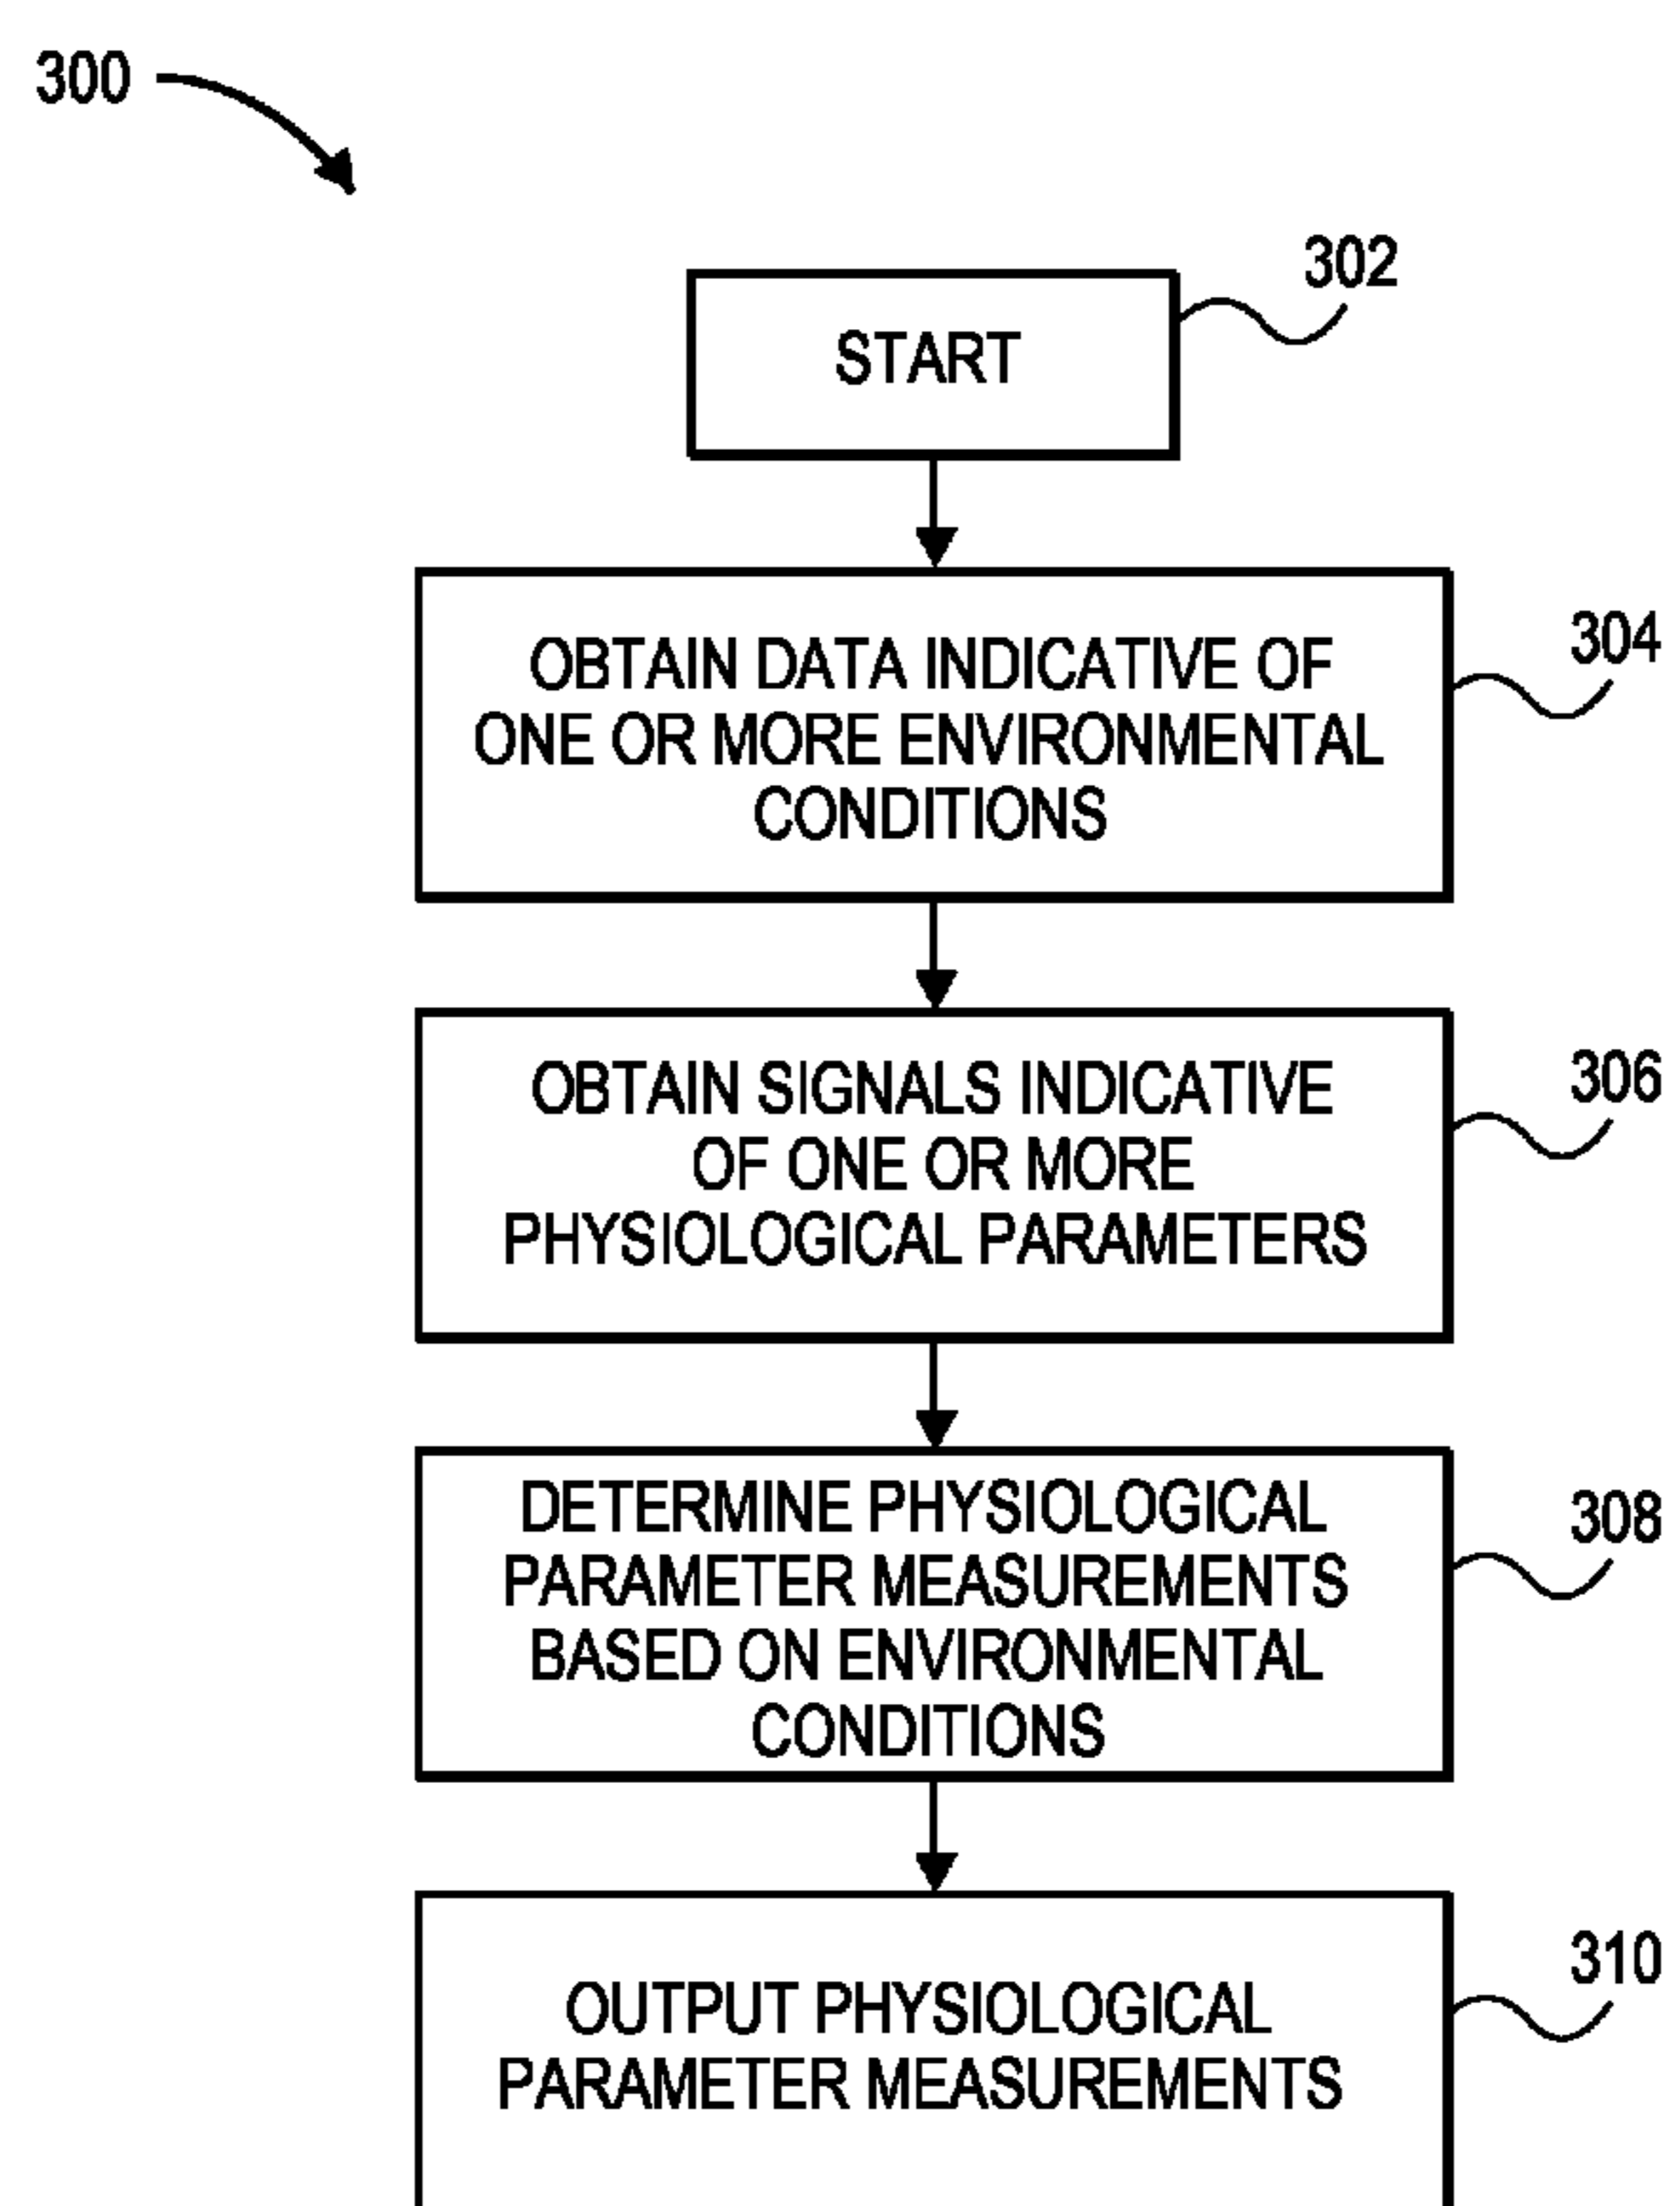 300
302
START
304
OBTAIN DATA INDICATIVE OF
ONE OR MORE ENVIRONMENTAL
CONDITIONS
306
OBTAIN SIGNALS INDICATIVE
OF ONE OR MORE
PHYSIOLOGICAL PARAMETERS
308
DETERMINE PHYSIOLOGICAL
PARAMETER MEASUREMENTS
BASED ON ENVIRONMENTAL
CONDITIONS
310
OUTPUT PHYSIOLOGICAL
PARAMETER MEASUREMENTS